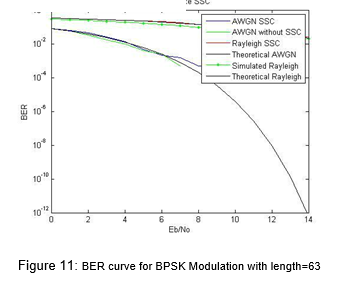 SSC
AWGN SSC
AWGN without SSC
Rayleigh SSC
Theoretical AWGN
Simulated Rayleigh
Theoretical Rayleigh
BER
10^-2
10^-4
10^-6
10^-8
10^-10
10^-12
0 2 4 6 8 10 12 14
Eb/No
Figure 11: BER curve for BPSK Modulation with length=63